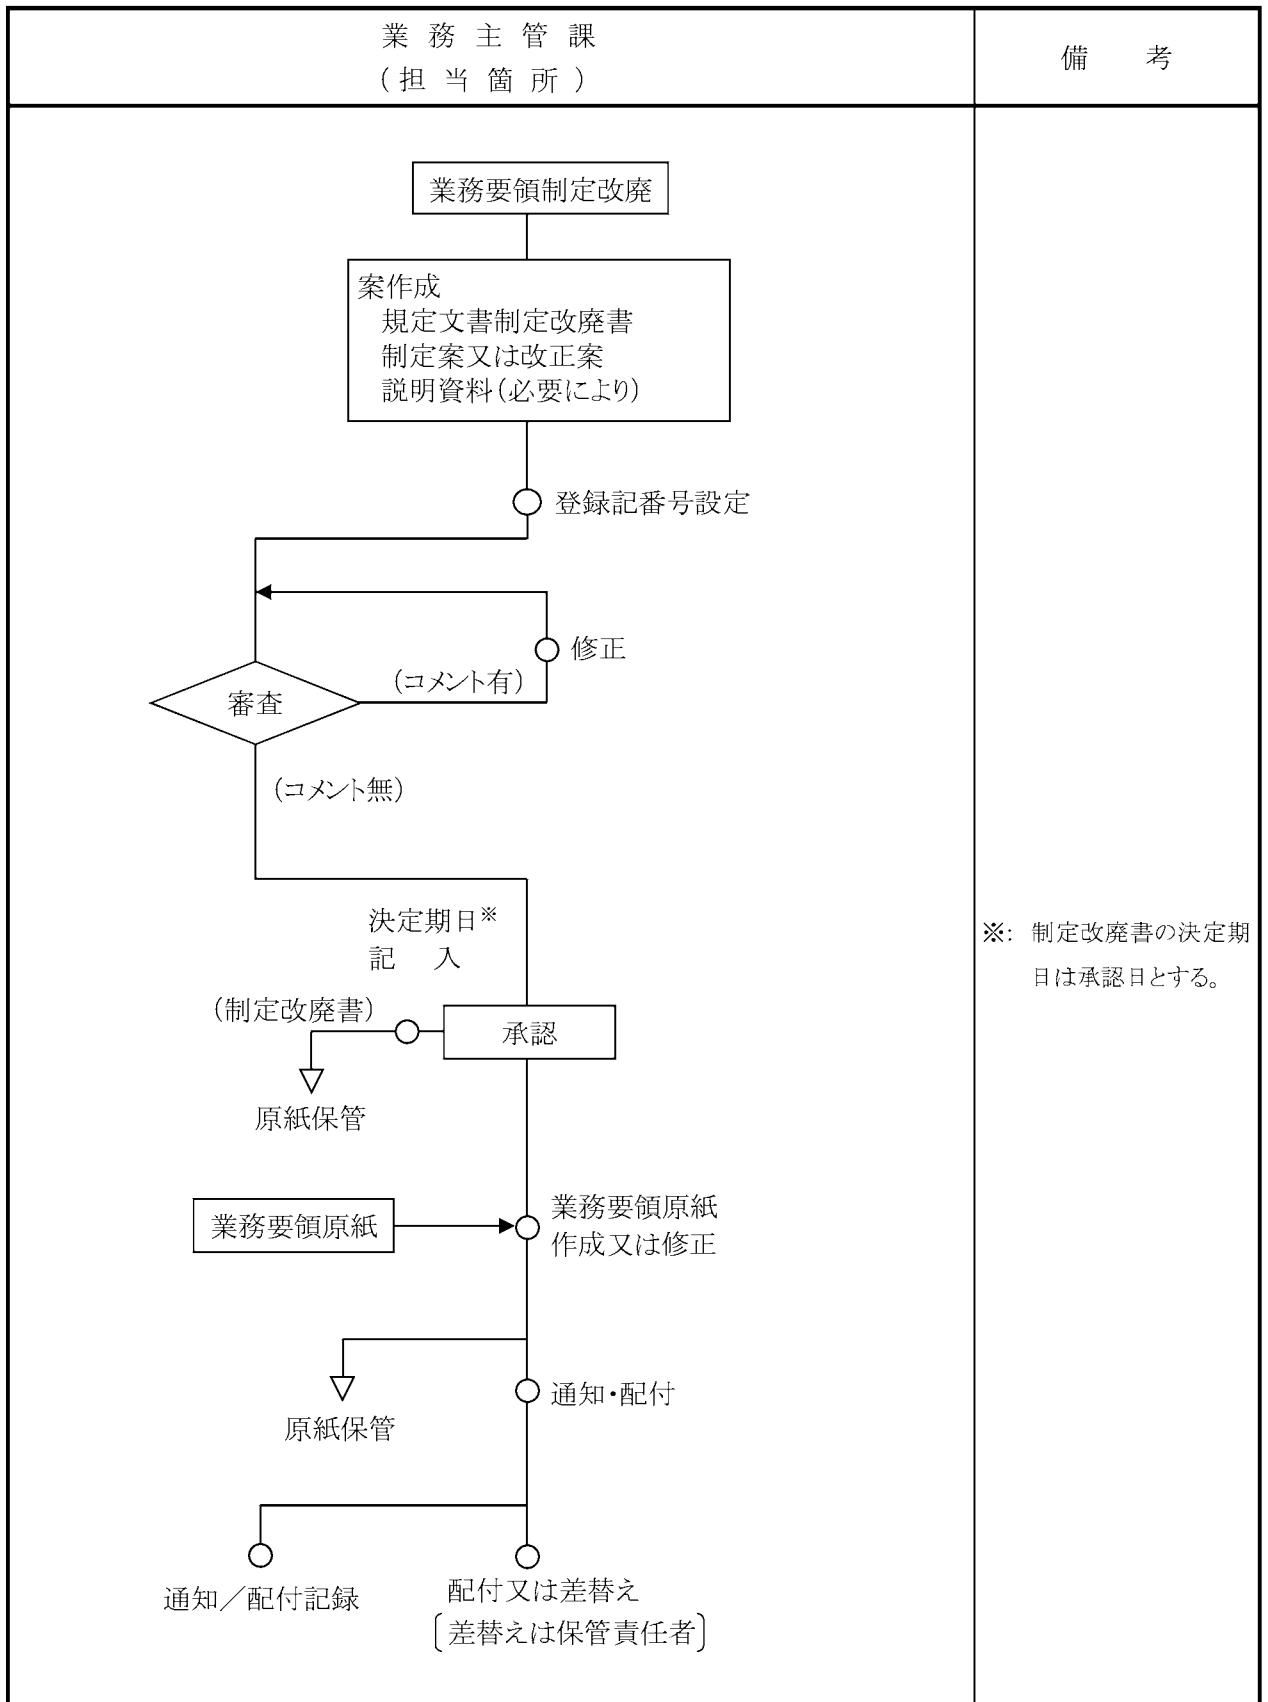 業務主管課
(担当箇所)
備考
業務要領制定改廃
案作成
規定文書制定改廃書
制定案又は改正案
説明資料(必要により)
登録記番号設定
修正
(コメント有)
審査
(コメント無)
決定期日※
記入
※: 制定改廃書の決定期
日は承認日とする。
(制定改廃書)
承認
原紙保管
業務要領原紙
業務要領原紙
作成又は修正
通知・配付
原紙保管
通知/配付記録
配付又は差替え
〔差替えは保管責任者〕